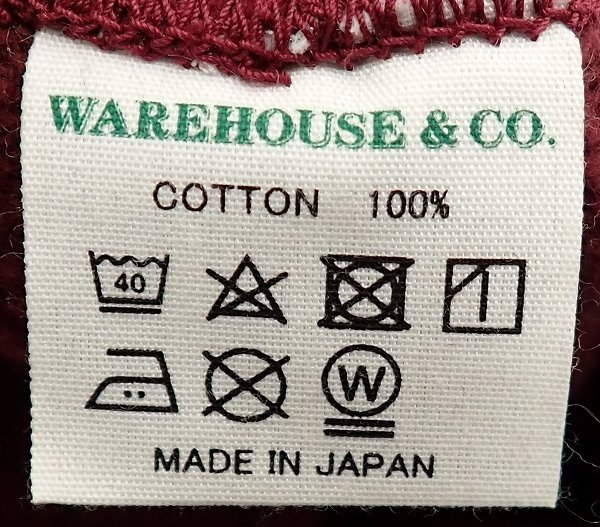 WAREHOUSE & CO.
COTTON 100%
40
W
MADE IN JAPAN